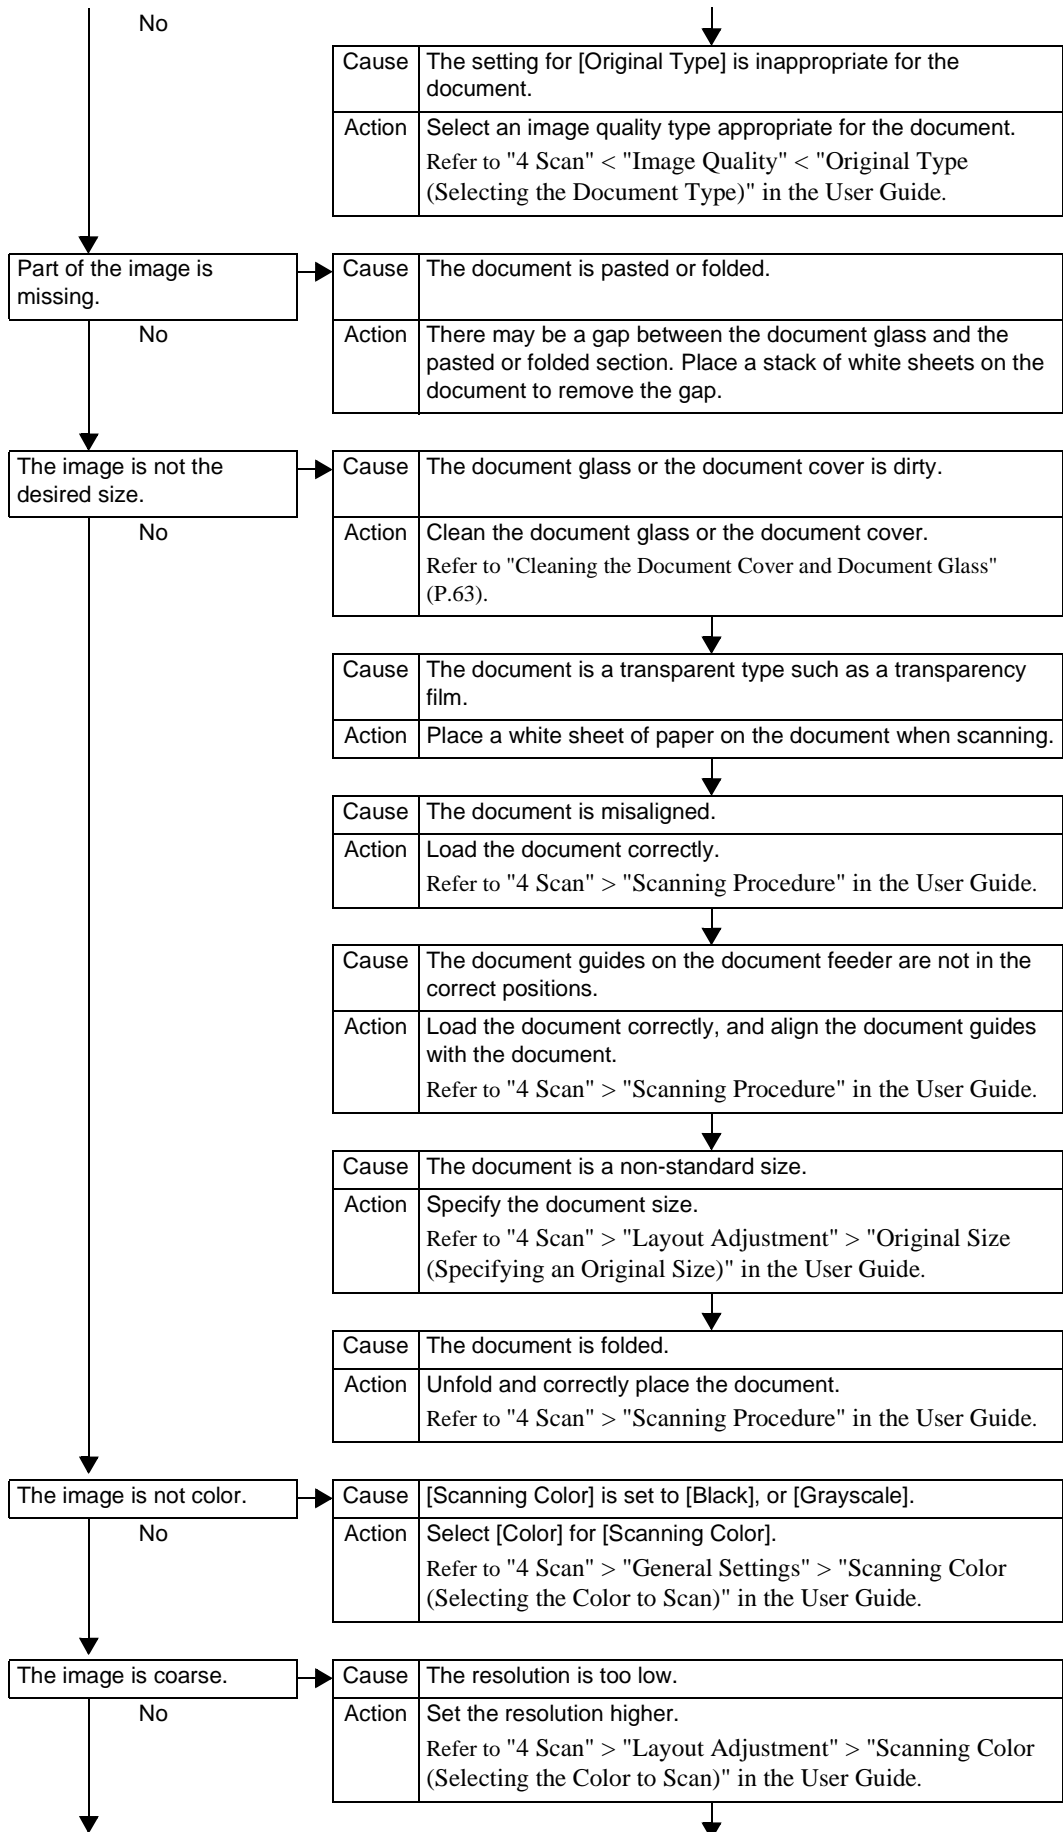 No
Cause The setting for [Original Type] is inappropriate for the
document.
Action Select an image quality type appropriate for the document.
Refer to "4 Scan" < "Image Quality" < "Original Type
(Selecting the Document Type)" in the User Guide.
Part of the image is
missing.
Cause The document is pasted or folded.
No
Action There may be a gap between the document glass and the
pasted or folded section. Place a stack of white sheets on the
document to remove the gap.
The image is not the
desired size.
Cause The document glass or the document cover is dirty.
No
Action Clean the document glass or the document cover.
Refer to "Cleaning the Document Cover and Document Glass"
(P.63).
Cause The document is a transparent type such as a transparency
film.
Action Place a white sheet of paper on the document when scanning.
Cause The document is misaligned.
Action Load the document correctly.
Refer to "4 Scan" > "Scanning Procedure" in the User Guide.
Cause The document guides on the document feeder are not in the
correct positions.
Action Load the document correctly, and align the document guides
with the document.
Refer to "4 Scan" > "Scanning Procedure" in the User Guide.
Cause The document is a non-standard size.
Action Specify the document size.
Refer to "4 Scan" > "Layout Adjustment" > "Original Size
(Specifying an Original Size)" in the User Guide.
Cause The document is folded.
Action Unfold and correctly place the document.
Refer to "4 Scan" > "Scanning Procedure" in the User Guide.
The image is not color.
Cause [Scanning Color] is set to [Black], or [Grayscale].
No
Action Select [Color] for [Scanning Color].
Refer to "4 Scan" > "General Settings" > "Scanning Color
(Selecting the Color to Scan)" in the User Guide.
The image is coarse.
Cause The resolution is too low.
No
Action Set the resolution higher.
Refer to "4 Scan" > "Layout Adjustment" > "Scanning Color
(Selecting the Color to Scan)" in the User Guide.